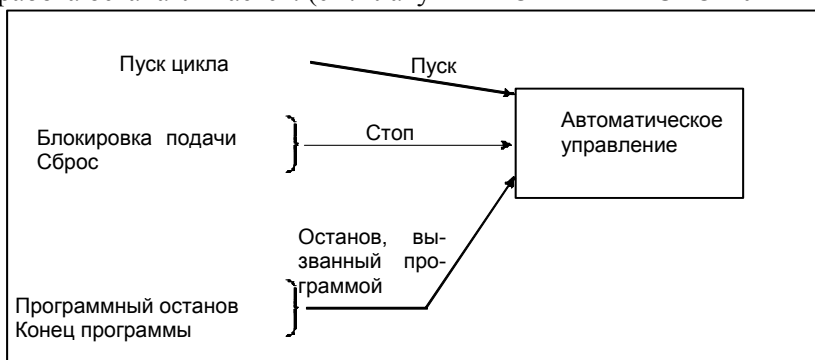 Пуск цикла
Пуск
Автоматическое
управление
Блокировка подачи
Сброс
Стоп
Останов, вы-
званный про-
граммой
Программный останов
Конец программы